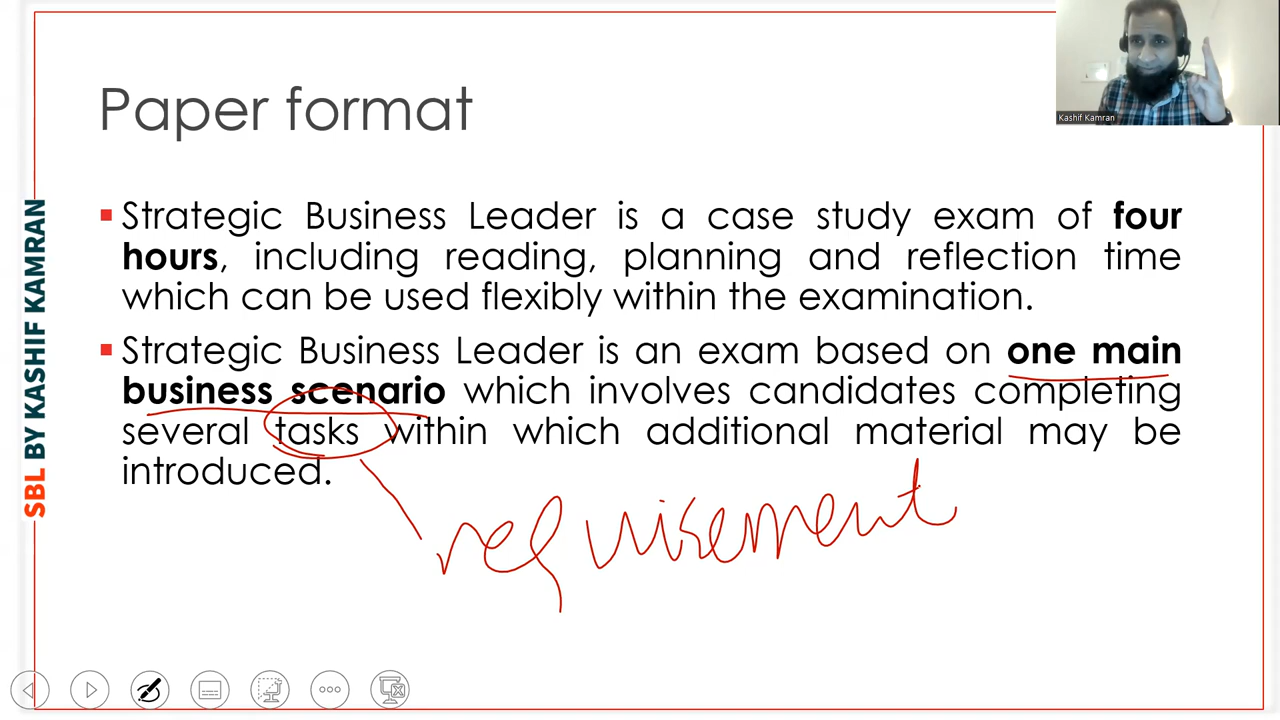 Paper format
Kashif Kamran
▪ Strategic Business Leader is a case study exam of four
hours, including reading, planning and reflection time
which can be used flexibly within the examination.
▪ Strategic Business Leader is an exam based on one main
business scenario which involves candidates completing
several tasks within which additional material may be
introduced.
requirement
SBL BY KASHIF KAMRAN